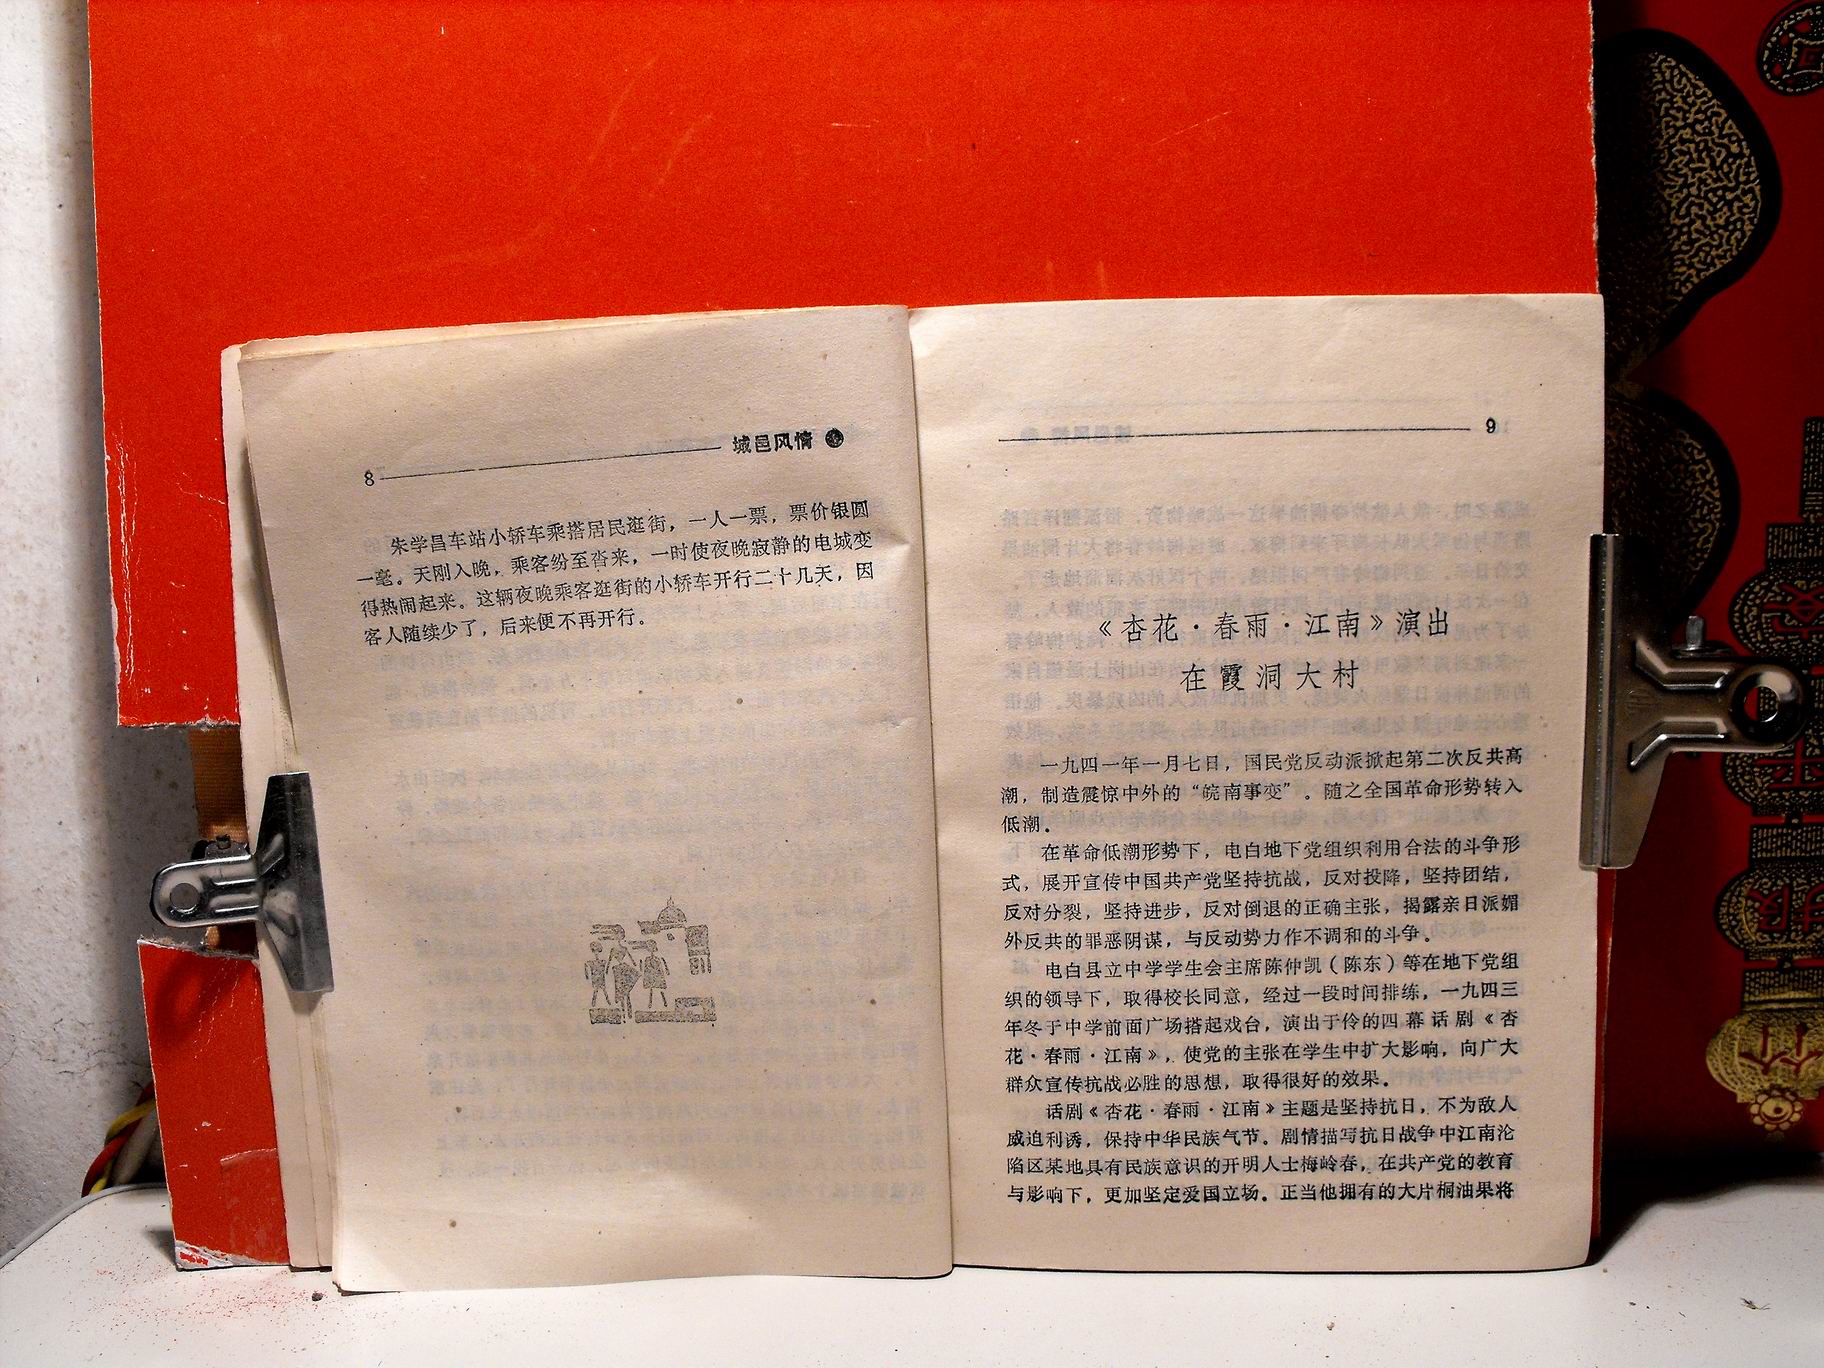 城邑风情
8
朱学昌车站小轿车乘搭居民逛街，一人一票，票价银圆
一毫。天刚入晚，乘客纷至沓来，一时使夜晚寂静的电城变
得热闹起来。这辆夜晚乘客逛街的小轿车开行二十几天，因
客人随续少了，后来便不再开行。
9
《杏花·春雨·江南》演出
在霞洞大村
一九四一年一月七日，国民党反动派掀起第二次反共高
潮，制造震惊中外的“皖南事变”。随之全国革命形势转入
低潮。
在革命低潮形势下，电白地下党组织利用合法的斗争形
式，展开宣传中国共产党坚持抗战，反对投降，坚持团结，
反对分裂，坚持进步，反对倒退的正确主张，揭露亲日派媚
外反共的罪恶阴谋，与反动势力作不调和的斗争。
电白县立中学学生会主席陈仲凯（陈东）等在地下党组
织的领导下，取得校长同意，经过一段时间排练，一九四三
年冬于中学前面广场搭起戏台，演出于伶的四幕话剧《杏
花·春雨·江南》，使党的主张在学生中扩大影响，向广大
群众宣传抗战必胜的思想，取得很好的效果。
话剧《杏花·春雨·江南》主题是坚持抗日，不为敌人
威迫利诱，保持中华民族气节。剧情描写抗日战争中江南沦
陷区某地具有民族意识的开明人士梅岭春，在共产党的教育
与影响下，更加坚定爱国立场。正当他拥有的大片桐油果将